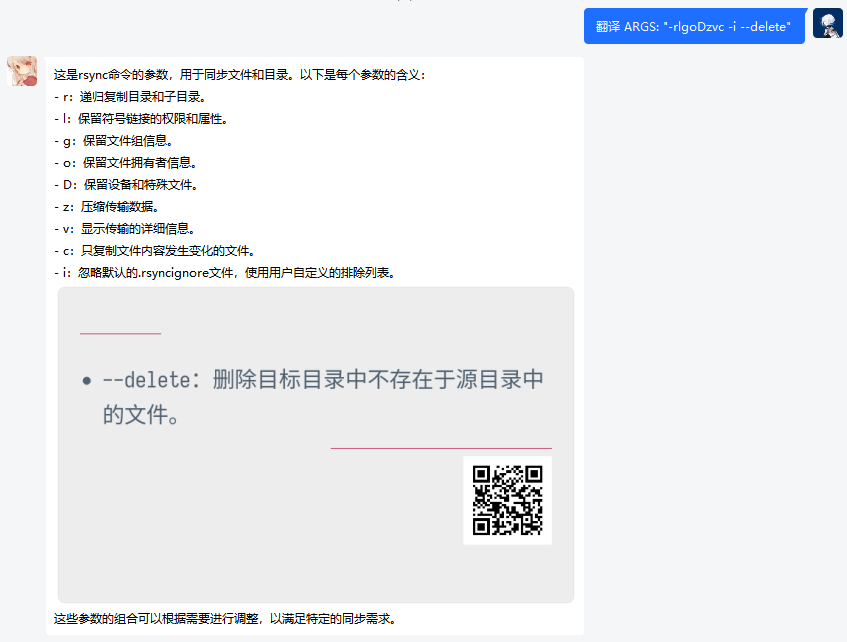 翻译 ARGS: "-rlgoDzvc -i --delete"
这是rsync命令的参数，用于同步文件和目录。以下是每个参数的含义：
- r：递归复制目录和子目录。
- l：保留符号链接的权限和属性。
- g：保留文件组信息。
- o：保留文件拥有者信息。
- D：保留设备和特殊文件。
- z：压缩传输数据。
- v：显示传输的详细信息。
- c：只复制文件内容发生变化的文件。
- i：忽略默认的.rsyncignore文件，使用用户自定义的排除列表。
• --delete：删除目标目录中不存在于源目录中
的文件。
这些参数的组合可以根据需要进行调整，以满足特定的同步需求。